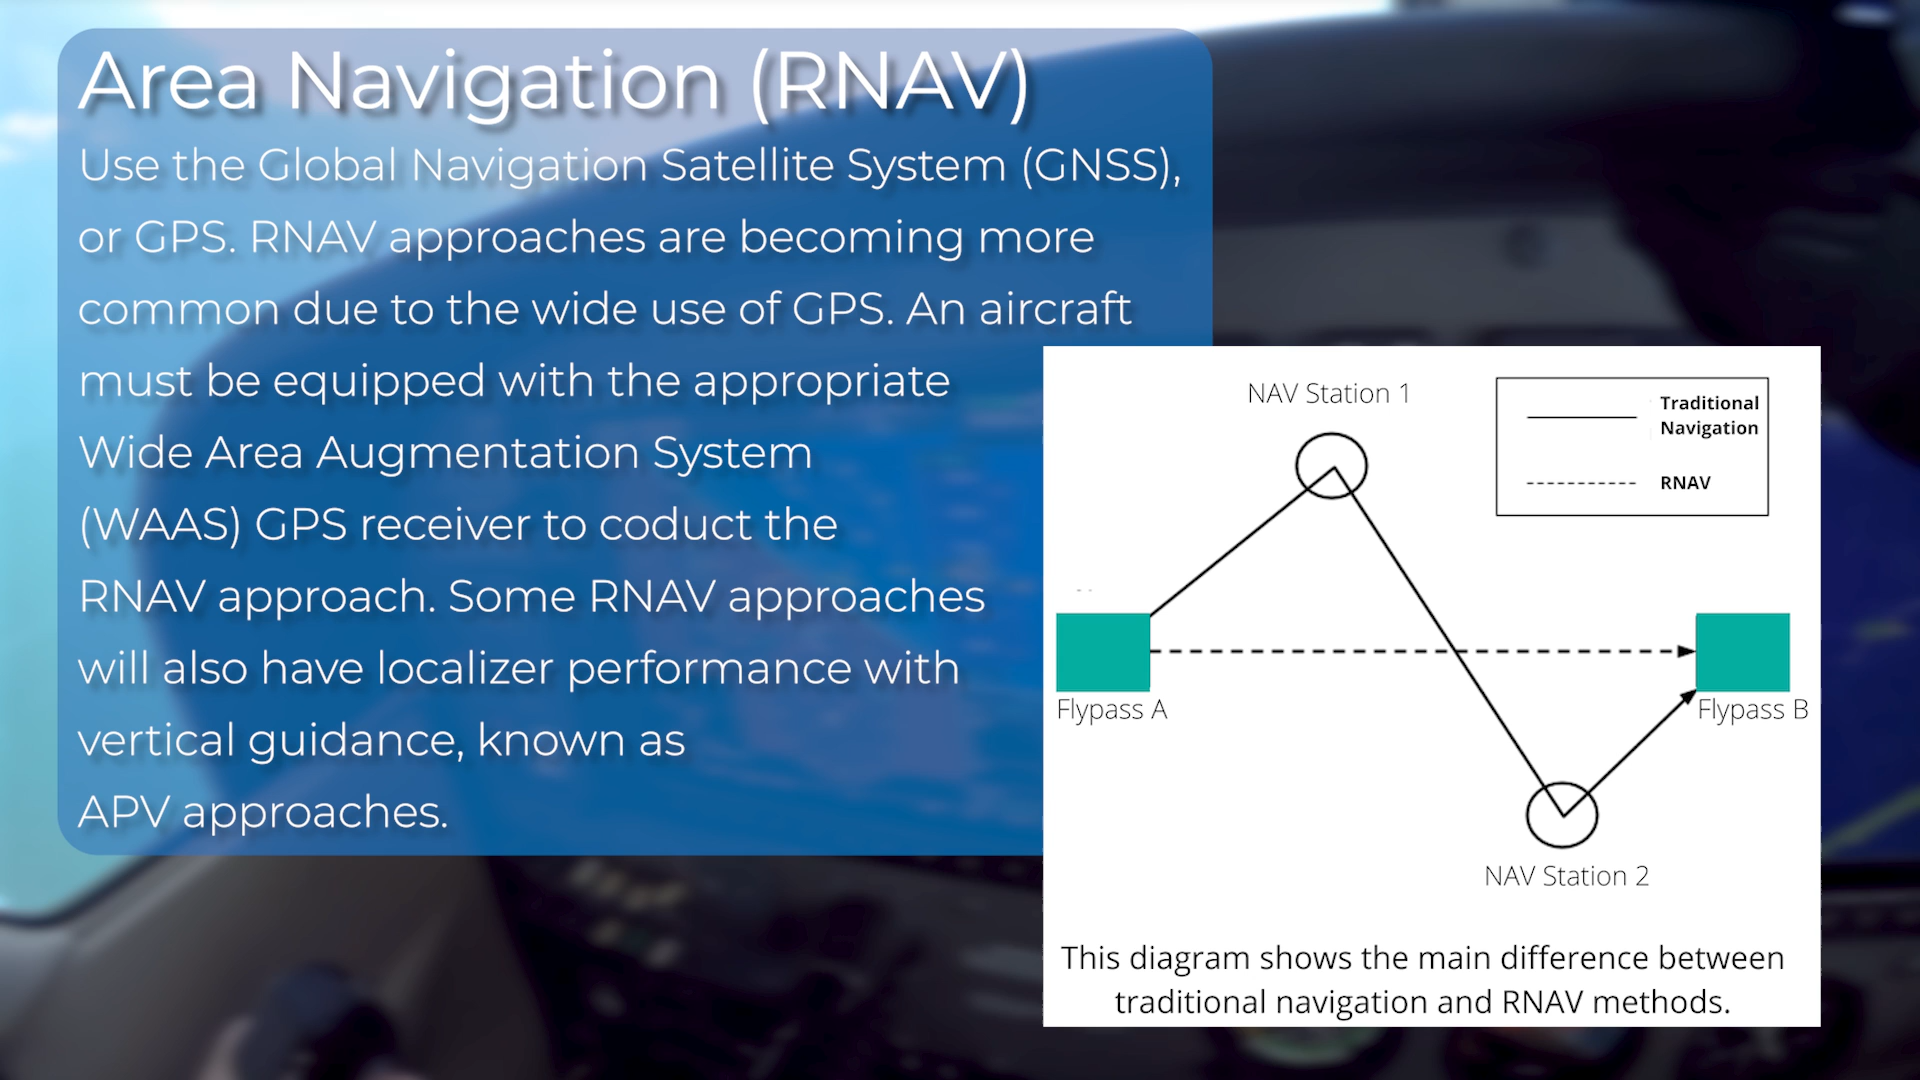 Area Navigation (RNAV)
Use the Global Navigation Satellite System (GNSS),
or GPS. RNAV approaches are becoming more
common due to the wide use of GPS. An aircraft
must be equipped with the appropriate
Wide Area Augmentation System
(WAAS) GPS receiver to coduct the
RNAV approach. Some RNAV approaches
will also have localizer performance with
vertical guidance, known as
APV approaches.
NAV Station 1
Traditional
Navigation
RNAV
Flypass A
Flypass B
NAV Station 2
This diagram shows the main difference between
traditional navigation and RNAV methods.